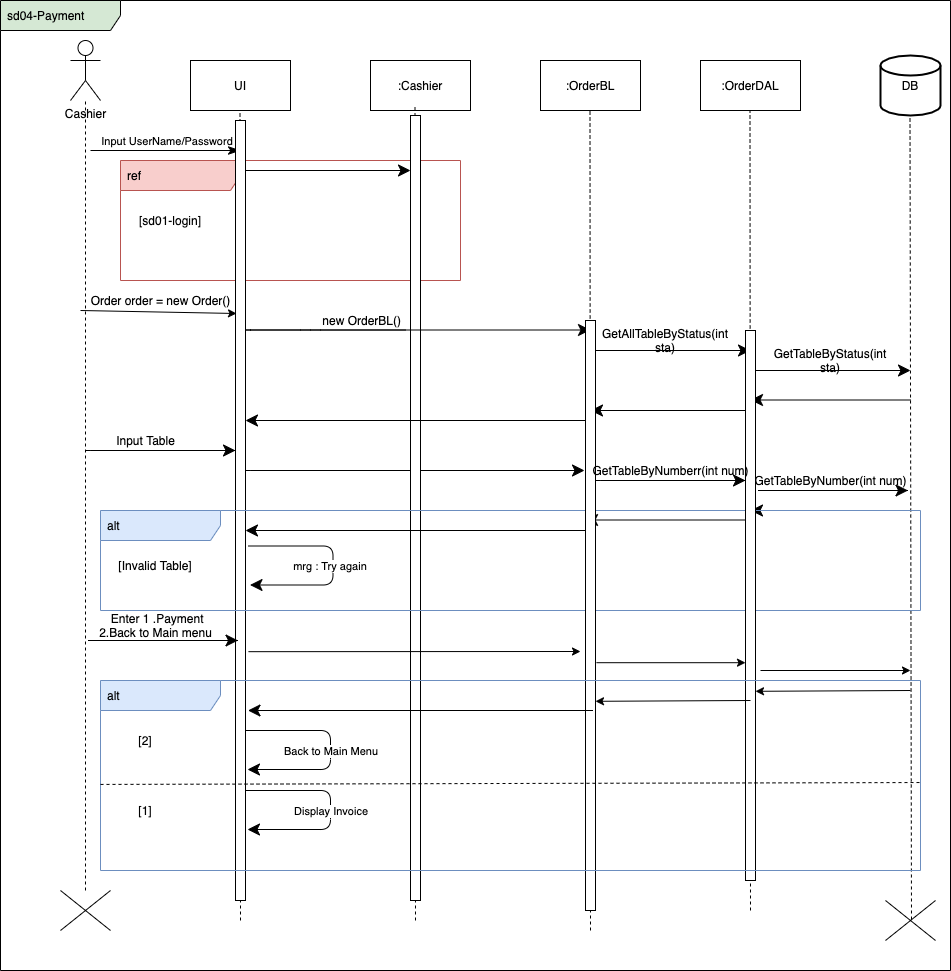 sd04-Payment
Cashier
UI
:Cashier
:OrderBL
:OrderDAL
DB
Input UserName/Password
ref
[sd01-login]
Order order = new Order()
new OrderBL()
GetAllTableByStatus(int
sta)
GetTableByStatus(int
sta)
Input Table
GetTableByNumberr(int num)
GetTableByNumber(int num)
alt
[Invalid Table]
mrg : Try again
Enter 1 .Payment
2.Back to Main menu
alt
[2]
Back to Main Menu
[1]
Display Invoice